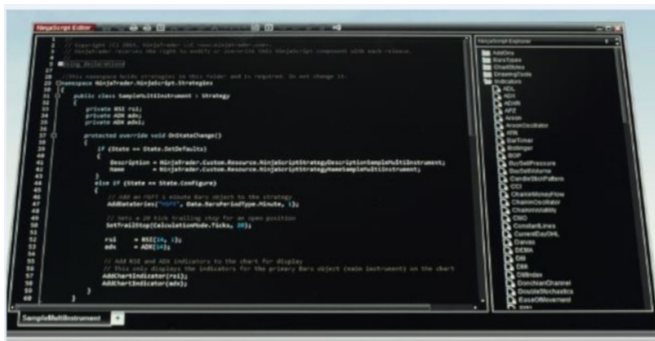 NinjaScript Editor
// Copyright (C) 2015, NinjaTrader LLC <www.ninjatrader.com>.
// NinjaTrader reserves the right to modify or overwrite this NinjaScript component with each release.
Using declarations
//This namespace holds strategies in this folder and is required. Do not change it.
namespace NinjaTrader.NinjaScript.Strategies
{
public class SampleMultiInstrument : Strategy
{
private RSI rsi;
private ADX adx;
protected override void OnStateChange()
{
if (State == State.SetDefaults)
{
Description = NinjaTrader.Custom.Resource.NinjaScriptStrategyDescriptionSampleMultiInstrument;
Name = NinjaTrader.Custom.Resource.NinjaScriptStrategyNameSampleMultiInstrument;
}
else if (State == State.Configure)
{
// Add an MSFT 1 minute Bars object to the strategy
AddDataSeries("MSFT", Data.BarsPeriodType.Minute, 1);
// Sets a 20 tick trailing stop for an open position
SetTrailStop(CalculationMode.Ticks, 20);
rsi = RSI(14, 1);
adx = ADX(14);
// Add RSI and ADX indicators to the chart for display
// This only displays the indicators for the primary Bars object (main instrument) on the chart
AddChartIndicator(rsi);
AddChartIndicator(adx);
}
}
SampleMultiInstrument +
NinjaScript Explorer
AddOns
BarsTypes
ChartStyles
DrawingTools
Indicators
ADL
ADX
ADXR
APZ
Aroon
AroonOscillator
ATR
BarTimer
Bollinger
BOP
BuySellPressure
BuySellVolume
CandleStickPattern
CCI
ChaikinMoneyFlow
ChaikinOscillator
ChaikinVolatility
CMO
ConstantLines
CurrentDayOHL
Darvas
DEMA
DM
DMI
DMIndex
DonchianChannel
DoubleStochastics
EaseOfMovement